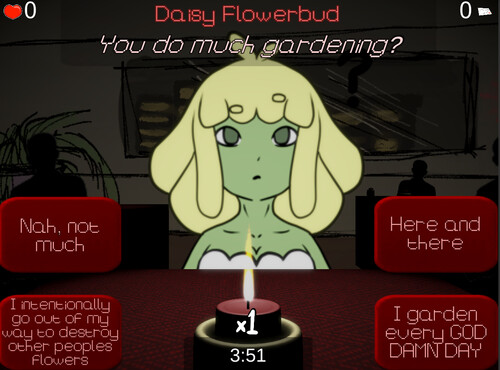 Daisy Flowerbud
0
0
You do much gardening?
?
Nah, not
much
Here and
there
I intentionally
go out of my
way to destroy
other peoples
flowers
I garden
every GOD
DAMN DAY
x1
3:51